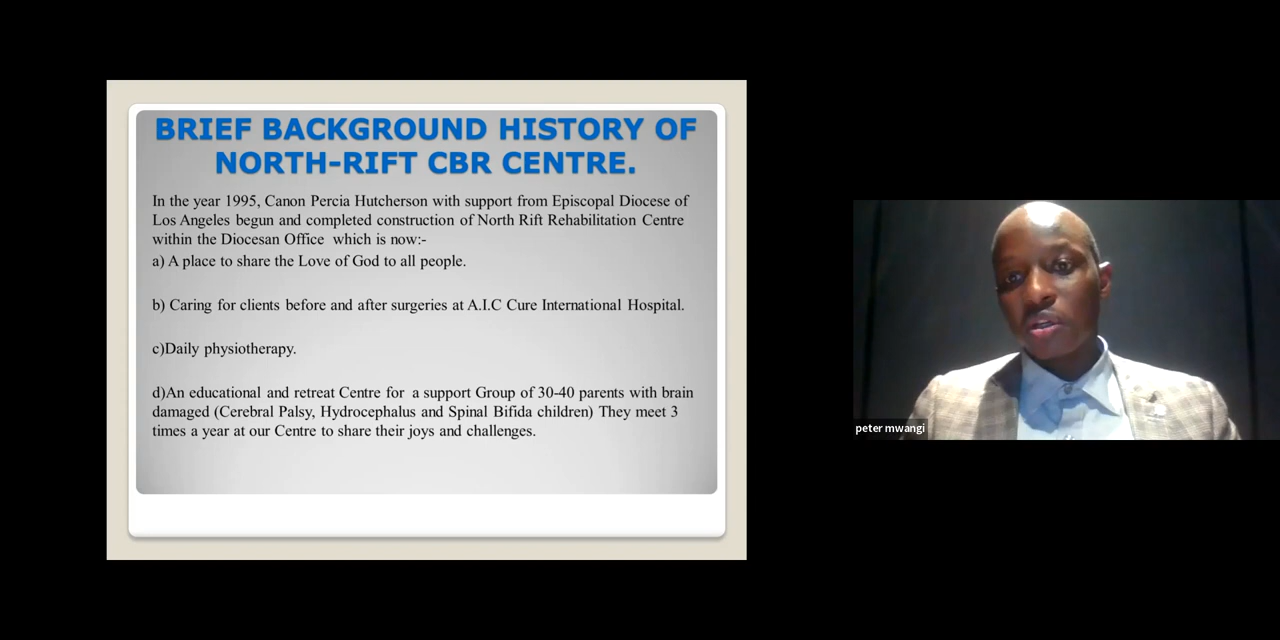 BRIEF BACKGROUND HISTORY OF
NORTH-RIFT CBR CENTRE.
In the year 1995, Canon Percia Hutcherson with support from Episcopal Diocese of
Los Angeles begun and completed construction of North Rift Rehabilitation Centre
within the Diocesan Office which is now:-
a) A place to share the Love of God to all people.
b) Caring for clients before and after surgeries at A.I.C Cure International Hospital.
c)Daily physiotherapy.
d)An educational and retreat Centre for a support Group of 30-40 parents with brain
damaged (Cerebral Palsy, Hydrocephalus and Spinal Bifida children) They meet 3
times a year at our Centre to share their joys and challenges.
peter mwangi